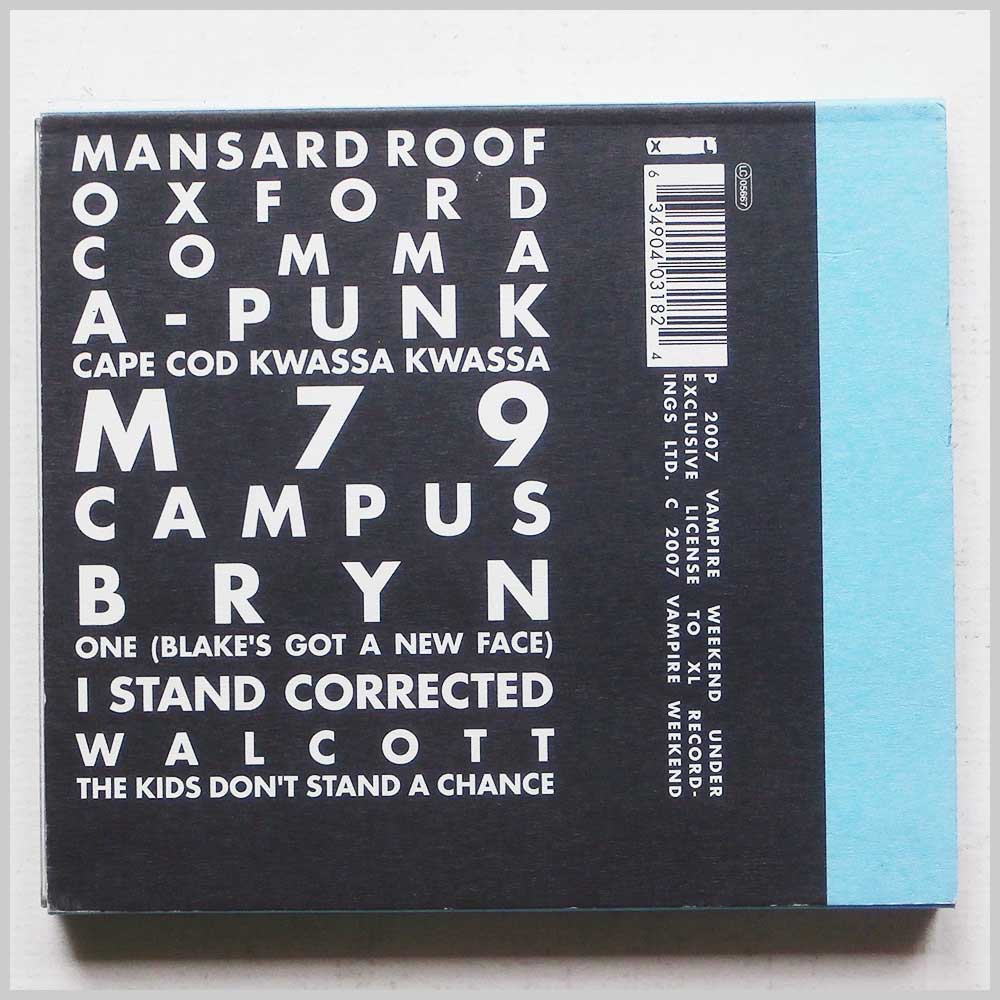 MANSARD ROOF
OXFORD
COMMA
A-PUNK
CAPE COD KWASSA KWASSA
M79
CAMPUS
BRYN
ONE (BLAKE'S GOT A NEW FACE)
I STAND CORRECTED
WALCOTT
THE KIDS DON'T STAND A CHANCE
XL
LC 05667
6 34904 03182 4
P 2007 VAMPIRE WEEKEND UNDER
EXCLUSIVE LICENSE TO XL RECORD-
INGS LTD. C 2007 VAMPIRE WEEKEND